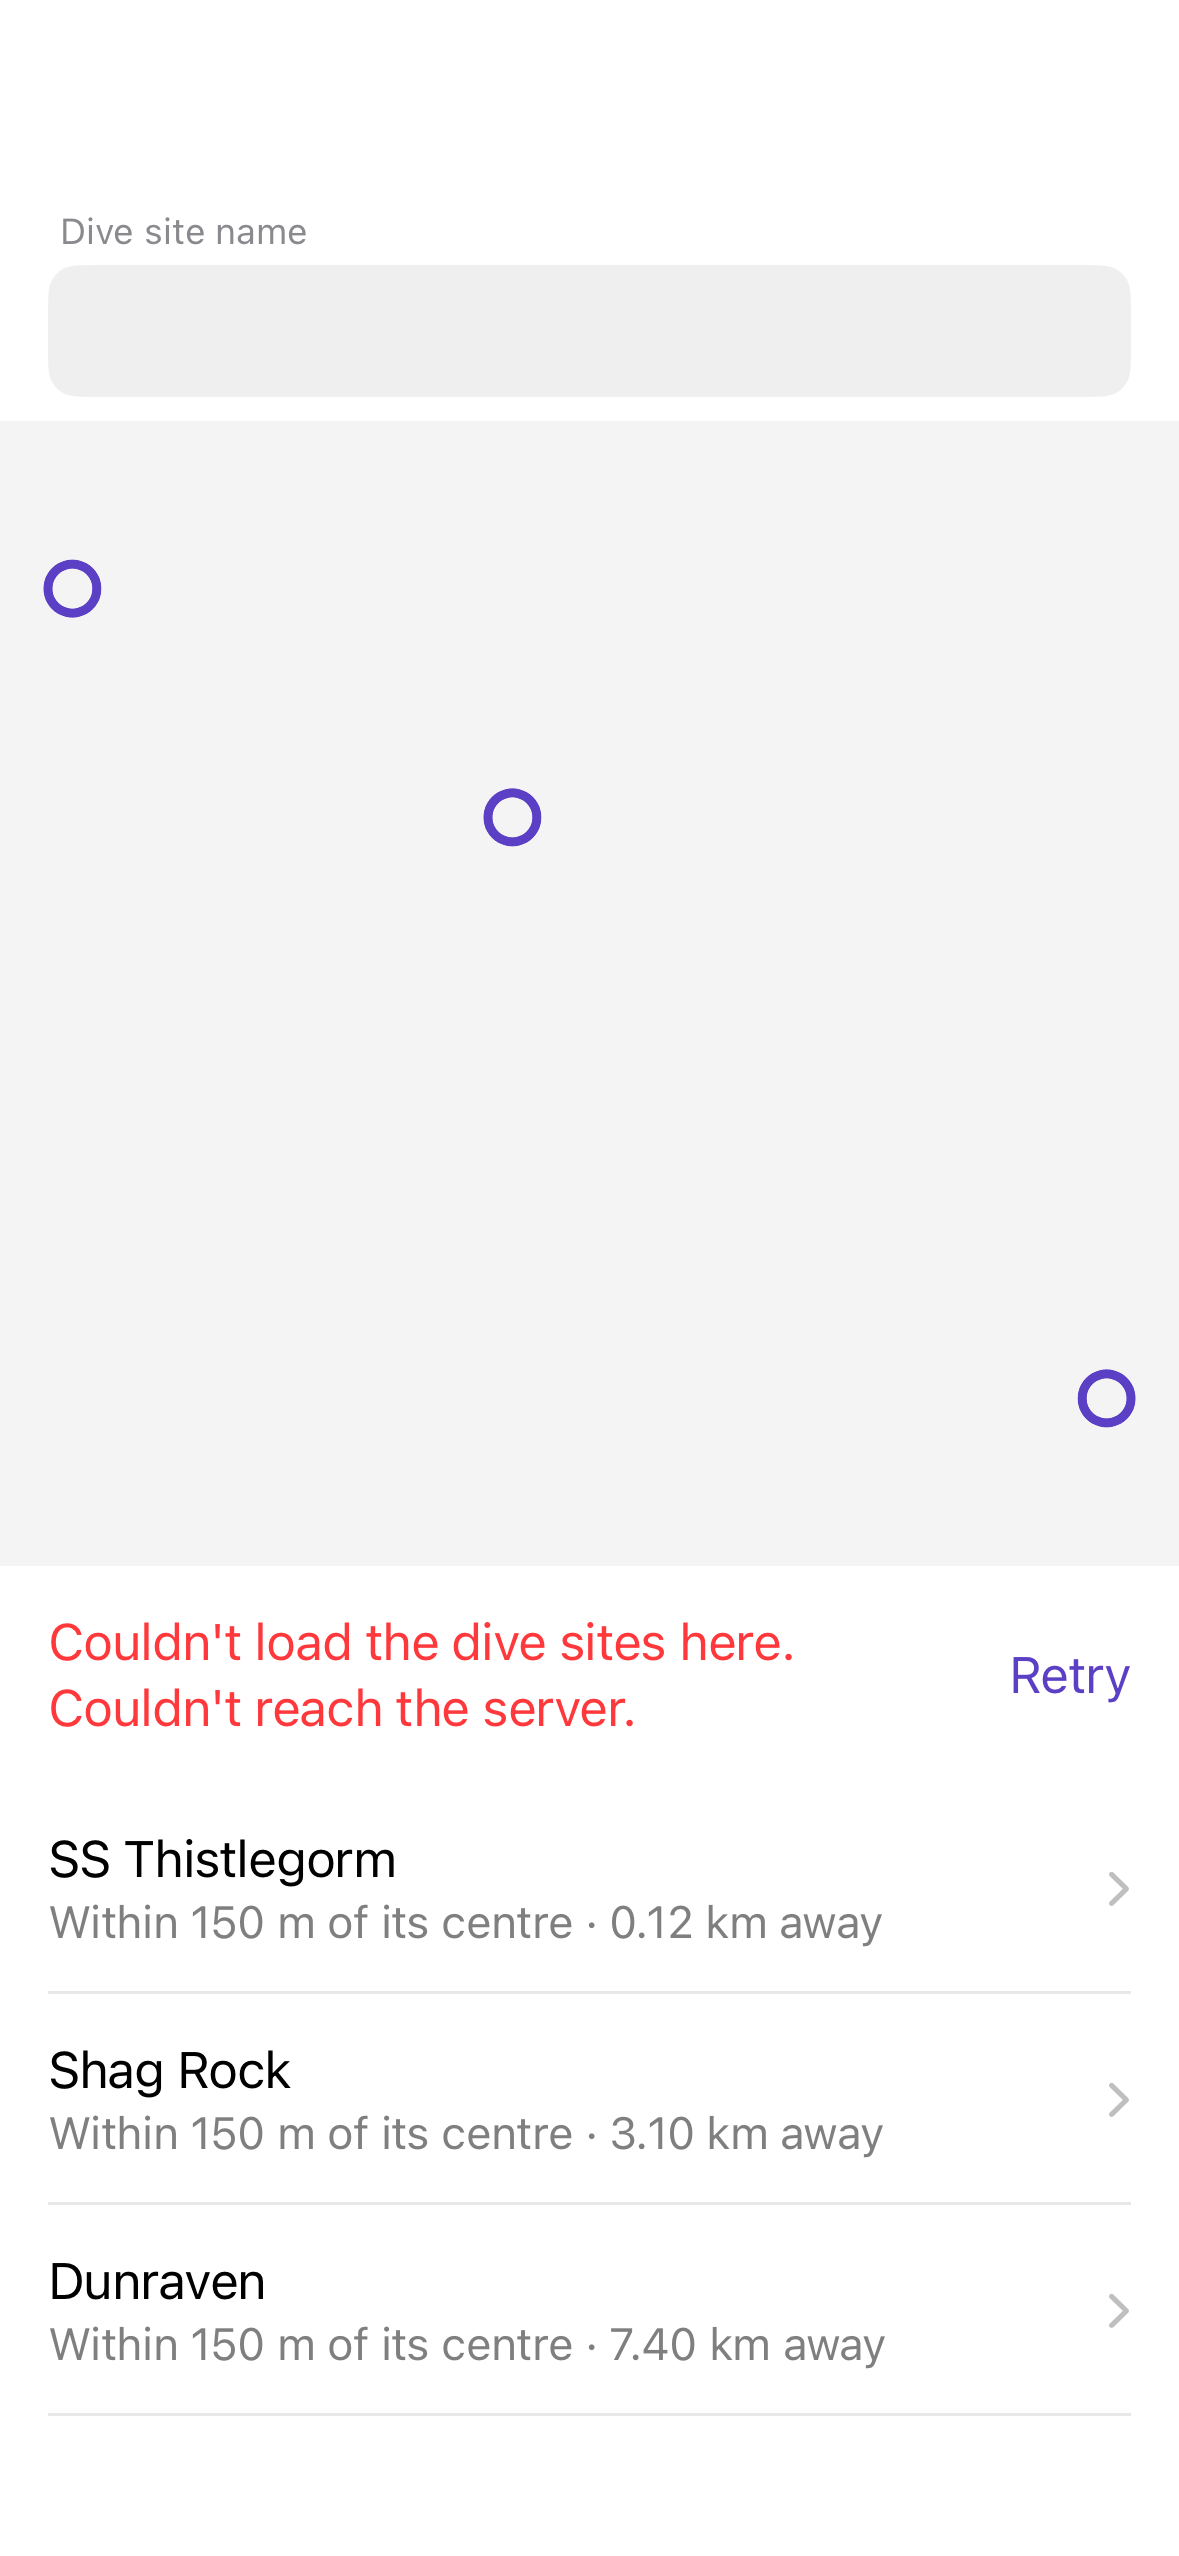 Dive site name
Couldn't load the dive sites here.
Couldn't reach the server.
Retry
SS Thistlegorm
Within 150 m of its centre · 0.12 km away
Shag Rock
Within 150 m of its centre · 3.10 km away
Dunraven
Within 150 m of its centre · 7.40 km away